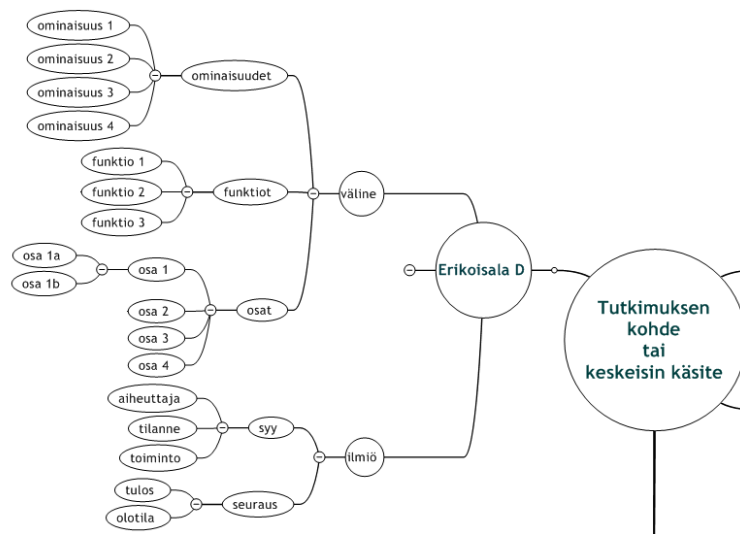 ominaisuus 1
ominaisuus 2
ominaisuus 3
ominaisuus 4
ominaisuudet
funktio 1
funktio 2
funktio 3
funktiot
väline
osa 1a
osa 1b
osa 1
osa 2
osa 3
osa 4
osat
Erikoisala D
Tutkimuksen
kohde
tai
keskeisin käsite
aiheuttaja
tilanne
toiminto
syy
ilmiö
tulos
olotila
seuraus